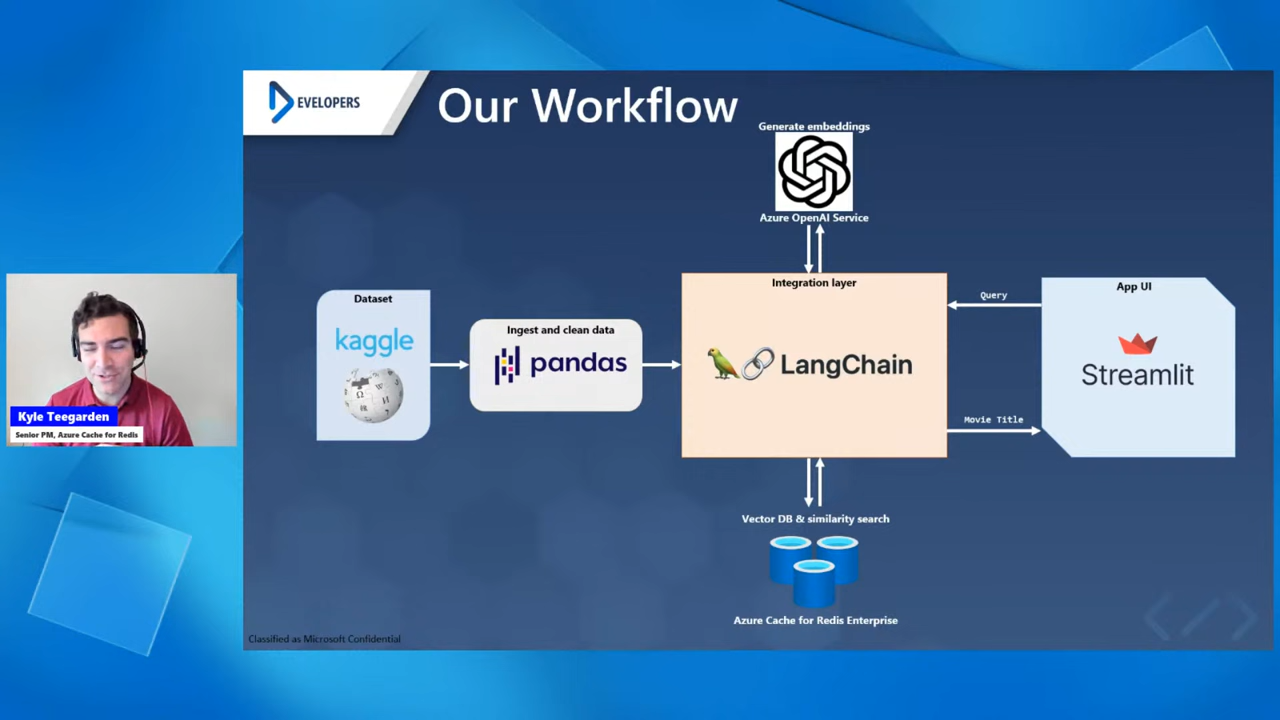 EVELOPERS
Our Workflow
Generate embeddings
Azure OpenAI Service
Dataset
kaggle
Ingest and clean data
pandas
Integration layer
LangChain
Query
Movie Title
App UI
Streamlit
Vector DB & similarity search
Azure Cache for Redis Enterprise
Kyle Teegarden
Senior PM, Azure Cache for Redis
Classified as Microsoft Confidential